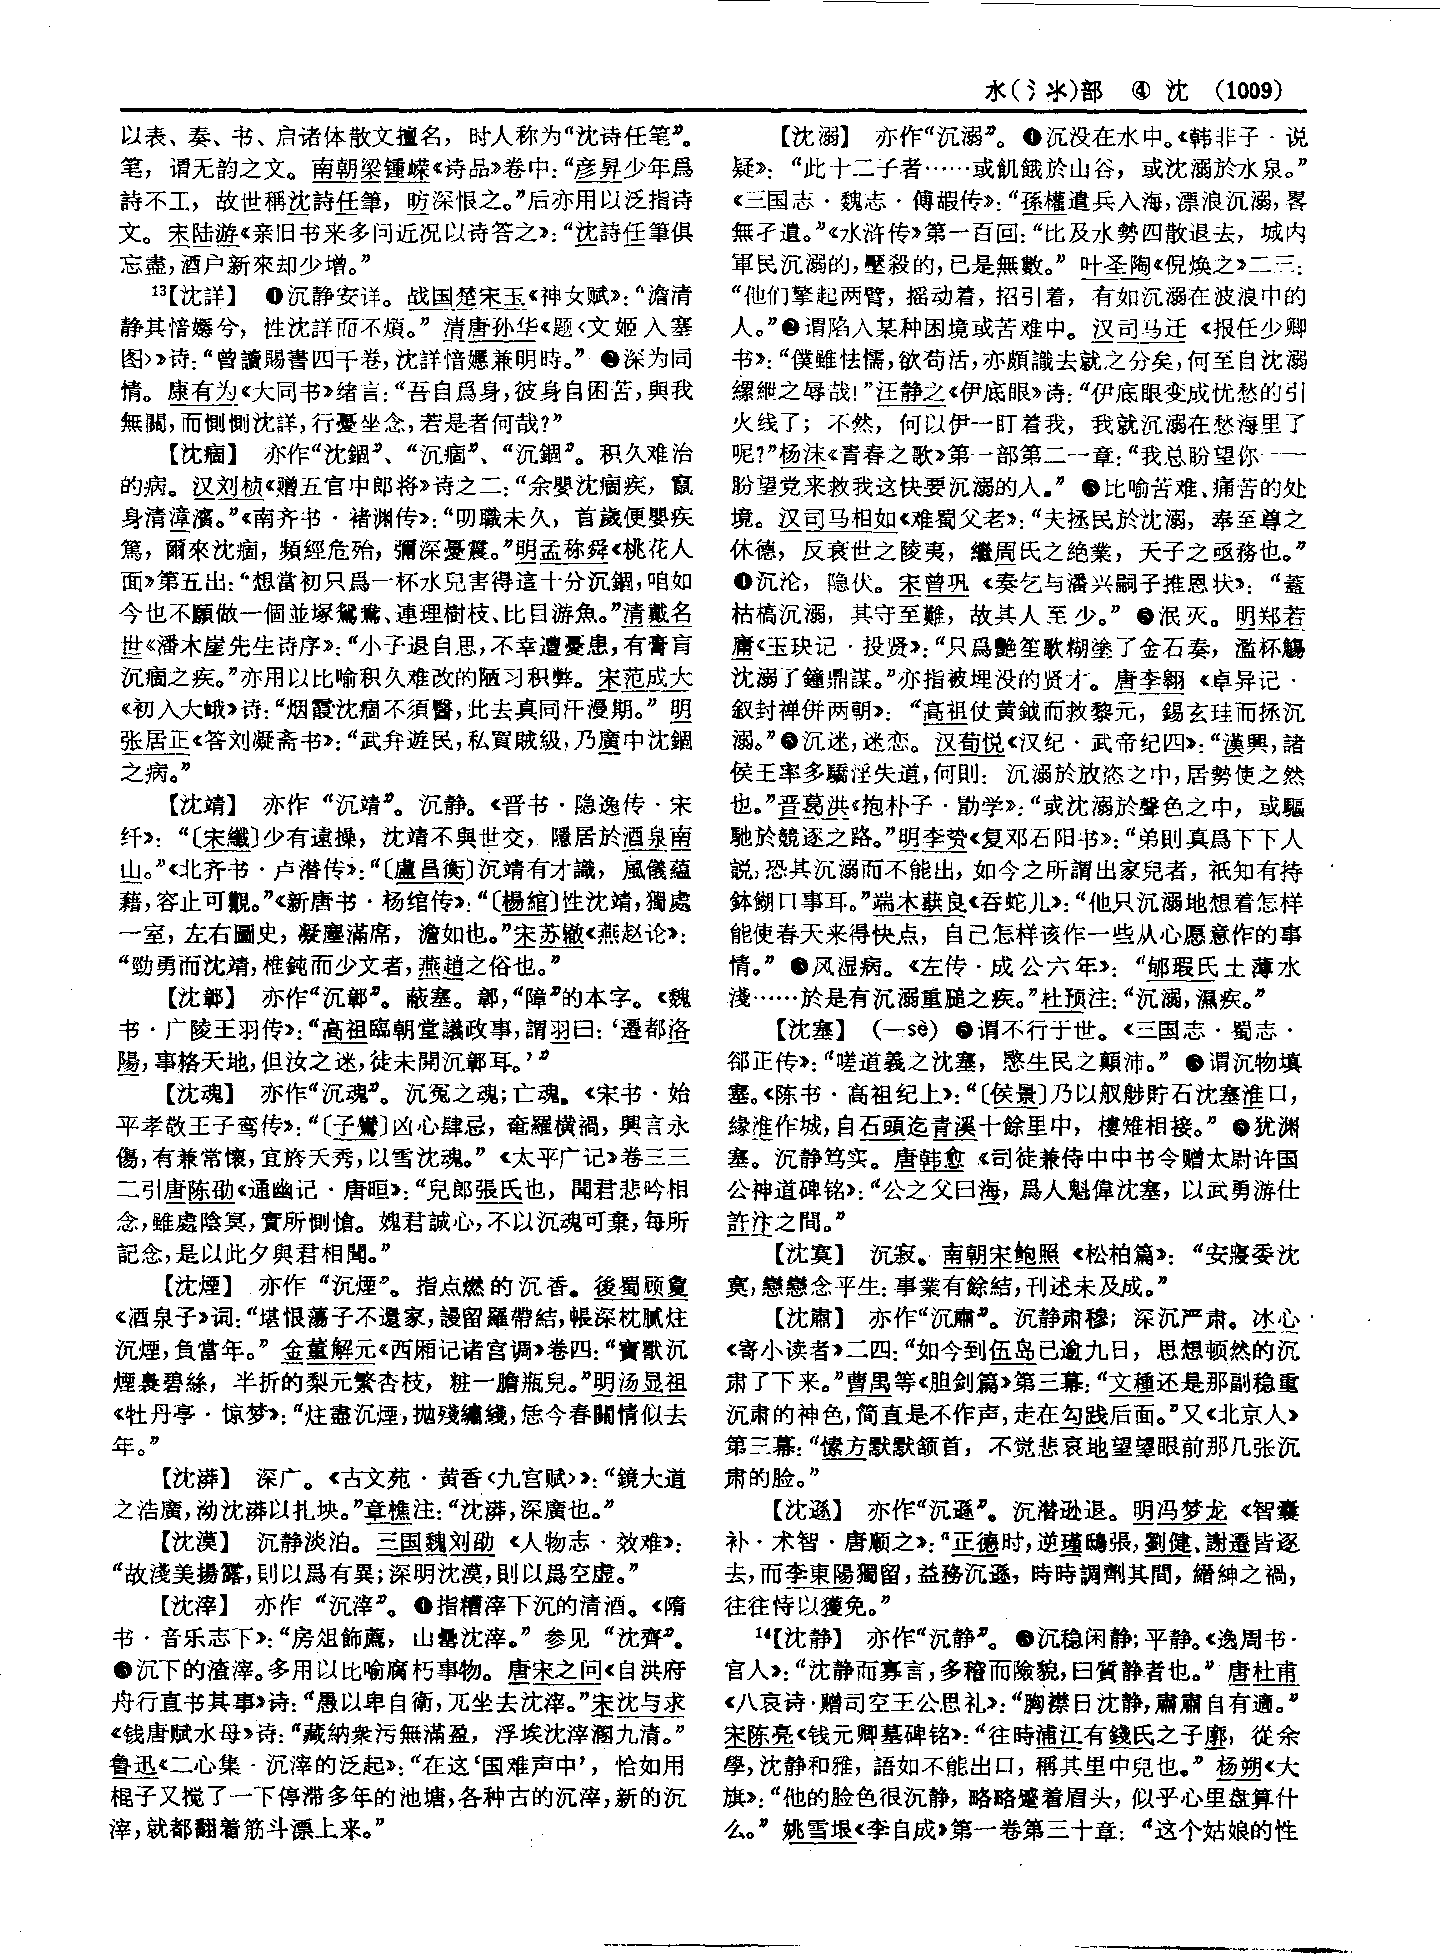 水(氵氺)部 ④ 沈 (1009)
以表、奏、书、启诸体散文擅名，时人称为“沈诗任笔”。
笔，谓无韵之文。南朝梁锺嵘《诗品》卷中：“彦昇少年爲
詩不工，故世稱沈詩任筆，昉深恨之。”后亦用以泛指诗
文。宋陆游《亲旧书来多问近况以诗答之》：“沈詩任筆俱
忘盡，酒户新來却少增。”
13【沈詳】 ❶沉静安详。战国楚宋玉《神女赋》：“澹清
静其愔嫕兮，性沈詳而不煩。”清唐孙华《题〈文姬入塞
图〉》诗：“曾讀賜書四千卷，沈詳愔嫕兼明時。”❷深为同
情。康有为《大同书》绪言：“吾自爲身，彼身自困苦，與我
無關，而惻惻沈詳，行憂坐念，若是者何哉？”
【沈痼】 亦作“沈錮”、“沉痼”、“沉錮”。积久难治
的病。汉刘桢《赠五官中郎将》诗之二：“余嬰沈痼疾，竄
身清漳濱。”《南齐书·褚渊传》：“叨職未久，首歲便嬰疾
篤，爾來沈痼，頻經危殆，彌深憂震。”明孟称舜《桃花人
面》第五出：“想當初只爲一杯水兒害得這十分沉錮，咱如
今也不願做一個並塚鴛鴦、連理樹枝、比目游魚。”清戴名
世《潘木崖先生诗序》：“小子退自思，不幸遭憂患，有膏肓
沉痼之疾。”亦用以比喻积久难改的陋习积弊。宋范成大
《初入大峨》诗：“烟霞沈痼不須醫，此去真同汗漫期。”明
张居正《答刘凝斋书》：“武弁遊民，私買賊級，乃廣中沈錮
之病。”
【沈靖】 亦作“沉靖”。沉静。《晋书·隐逸传·宋
纤》：“〔宋纖〕少有遠操，沈靖不與世交，隱居於酒泉南
山。”《北齐书·卢潜传》：“〔盧昌衡〕沉靖有才識，風儀蘊
藉，容止可觀。”《新唐书·杨绾传》：“〔楊綰〕性沈靖，獨處
一室，左右圖史，凝塵滿席，澹如也。”宋苏辙《燕赵论》：
“勁勇而沈靖，椎鈍而少文者，燕趙之俗也。”
【沈鄣】 亦作“沉鄣”。蔽塞。鄣，“障”的本字。《魏
书·广陵王羽传》：“高祖臨朝堂議政事，謂羽曰：‘遷都洛
陽，事格天地，但汝之迷，徒未開沉鄣耳。’”
【沈魂】 亦作“沉魂”。沉冤之魂；亡魂。《宋书·始
平孝敬王子鸾传》：“〔子鸞〕凶心肆忌，奄羅横禍，興言永
傷，有兼常懷，宜旌夭秀，以雪沈魂。”《太平广记》卷三三
二引唐陈劭《通幽记·唐晅》：“兒郎張氏也，聞君悲吟相
念，雖處陰冥，實所惻愴。媿君誠心，不以沉魂可棄，每所
記念，是以此夕與君相聞。”
【沈煙】 亦作“沉煙”。指点燃的沉香。後蜀顾敻
《酒泉子》词：“堪恨蕩子不還家，謾留羅帶結，帳深枕膩炷
沉煙，負當年。”金董解元《西厢记诸宫调》卷四：“寶獸沉
煙裊碧絲，半折的梨元繁杏枝，粧一膽瓶兒。”明汤显祖
《牡丹亭·惊梦》：“炷盡沉煙，抛殘繡綫，恁今春關情似去
年。”
【沈漭】 深广。《古文苑·黄香〈九宫赋〉》：“鏡大道
之浩廣，泑沈漭以扎坱。”章樵注：“沈漭，深廣也。”
【沈漠】 沉静淡泊。三国魏刘劭《人物志·效难》：
“故淺美揚露，則以爲有異；深明沈漠，則以爲空虚。”
【沈滓】 亦作“沉滓”。❶指糟滓下沉的清酒。《隋
书·音乐志下》：“房俎飾薦，山罍沈滓。”参见“沈齊”。
❷沉下的渣滓。多用以比喻腐朽事物。唐宋之问《自洪府
舟行直书其事》诗：“愚以卑自衛，兀坐去沈滓。”宋沈与求
《钱唐赋水母》诗：“藏納衆污無滿盈，浮埃沈滓溷九清。”
鲁迅《二心集·沉滓的泛起》：“在这‘国难声中’，恰如用
棍子又搅了一下停滞多年的池塘，各种古的沉滓，新的沉
滓，就都翻着筋斗漂上来。”
【沈溺】 亦作“沉溺”。❶沉没在水中。《韩非子·说
疑》：“此十二子者……或飢餓於山谷，或沈溺於水泉。”
《三国志·魏志·傅嘏传》：“孫權遣兵入海，漂浪沉溺，畧
無孑遺。”《水浒传》第一百回：“比及水勢四散退去，城内
軍民沉溺的，壓殺的，已是無數。”叶圣陶《倪焕之》二三：
“他们擎起两臂，摇动着，招引着，有如沉溺在波浪中的
人。”❷谓陷入某种困境或苦难中。汉司马迁《报任少卿
书》：“僕雖怯懦，欲苟活，亦頗識去就之分矣，何至自沈溺
縲紲之辱哉！”汪静之《伊底眼》诗：“伊底眼变成忧愁的引
火线了；不然，何以伊一盯着我，我就沉溺在愁海里了
呢？”杨沫《青春之歌》第一部第二一章：“我总盼望你——
盼望党来救我这快要沉溺的人。”❸比喻苦难、痛苦的处
境。汉司马相如《难蜀父老》：“夫拯民於沈溺，奉至尊之
休德，反衰世之陵夷，繼周氏之绝業，天子之亟務也。”
❹沉沦，隐伏。宋曾巩《奏乞与潘兴嗣子推恩状》：“蓋
枯槁沉溺，其守至難，故其人至少。”❺泯灭。明郑若
庸《玉玦记·投贤》：“只爲艷笙歌糊塗了金石奏，濫杯觴
沈溺了鐘鼎謀。”亦指被埋没的贤才。唐李翱《卓异记·
叙封禅併两朝》：“高祖仗黄鉞而救黎元，錫玄珪而拯沉
溺。”❻沉迷，迷恋。汉荀悦《汉纪·武帝纪四》：“漢興，諸
侯王率多驕淫失道，何則：沉溺於放恣之中，居勢使之然
也。”晋葛洪《抱朴子·勖学》：“或沈溺於聲色之中，或驅
馳於競逐之路。”明李贽《复邓石阳书》：“弟則真爲下下人
説，恐其沉溺而不能出，如今之所謂出家兒者，祇知有持
鉢餬口事耳。”端木蕻良《吞蛇儿》：“他只沉溺地想着怎样
能使春天来得快点，自己怎样该作一些从心愿意作的事
情。”❼风湿病。《左传·成公六年》：“郇瑕氏土薄水
淺……於是有沉溺重膇之疾。”杜预注：“沉溺，濕疾。”
【沈塞】 (—sè) ❶谓不行于世。《三国志·蜀志·
郤正传》：“嗟道義之沈塞，愍生民之顛沛。”❷谓沉物填
塞。《陈书·高祖纪上》：“〔侯景〕乃以舣艀貯石沈塞淮口，
緣淮作城，自石頭迄青溪十餘里中，樓雉相接。”❸犹渊
塞。沉静笃实。唐韩愈《司徒兼侍中中书令赠太尉许国
公神道碑铭》：“公之父曰海，爲人魁偉沈塞，以武勇游仕
許汴之間。”
【沈寞】 沉寂。南朝宋鲍照《松柏篇》：“安寢委沈
寞，戀戀念平生：事業有餘結，刊述未及成。”
【沈肅】 亦作“沉肅”。沉静肃穆；深沉严肃。冰心
《寄小读者》二四：“如今到伍岛已逾九日，思想顿然的沉
肃了下来。”曹禺等《胆剑篇》第三幕：“文種还是那副稳重
沉肃的神色，简直是不作声，走在勾践后面。”又《北京人》
第三幕：“愫方默默颔首，不觉悲哀地望望眼前那几张沉
肃的脸。”
【沈遜】 亦作“沉遜”。沉潜逊退。明冯梦龙《智囊
补·术智·唐顺之》：“正德时，逆瑾鴟張，劉健、謝遷皆逐
去，而李東陽獨留，益務沉遜，時時調劑其間，縉紳之禍，
往往恃以獲免。”
14【沈静】 亦作“沉静”。❶沉稳闲静；平静。《逸周书·
官人》：“沈静而寡言，多稽而險貌，曰質静者也。”唐杜甫
《八哀诗·赠司空王公思礼》：“胸襟日沈静，肅肅自有適。”
宋陈亮《钱元卿墓碑铭》：“往時浦江有錢氏之子廓，從余
學，沈静和雅，語如不能出口，稱其里中兒也。”杨朔《大
旗》：“他的脸色很沉静，略略蹙着眉头，似乎心里盘算什
么。”姚雪垠《李自成》第一卷第三十章：“这个姑娘的性